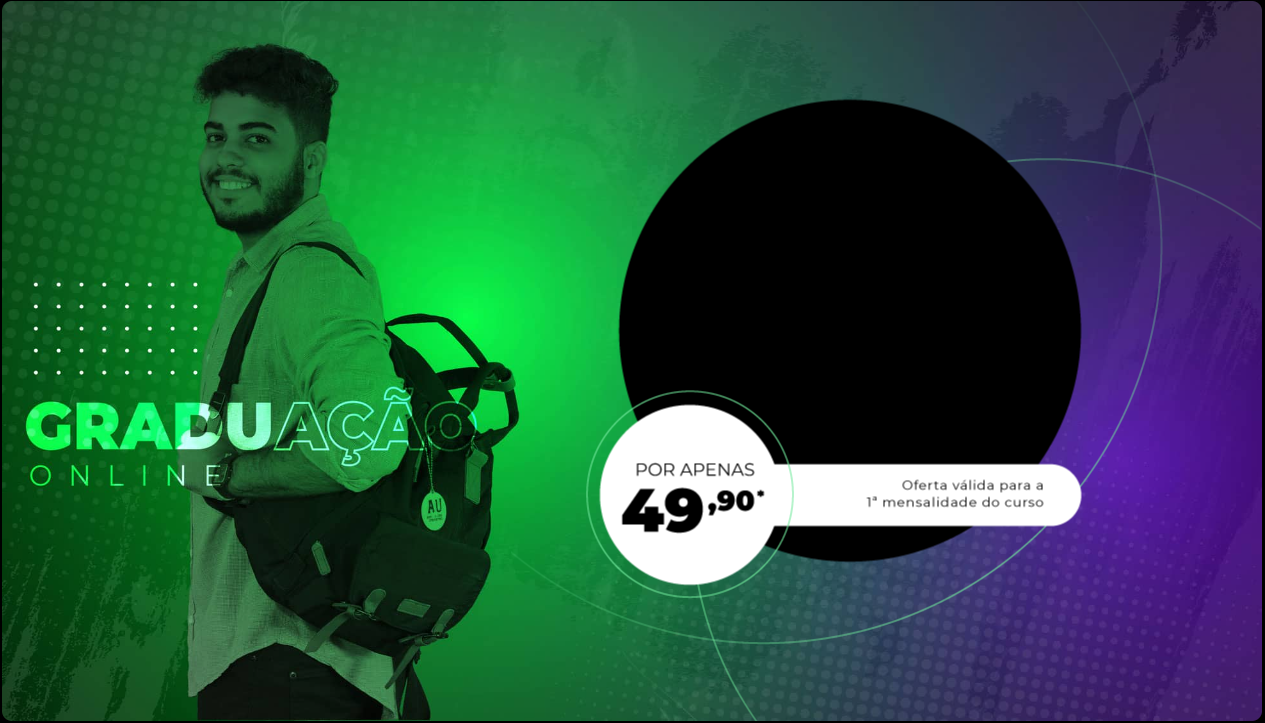 GRADUAÇÃO
ONLINE
AU
POR APENAS
49,90*
Oferta válida para a
1ª mensalidade do curso